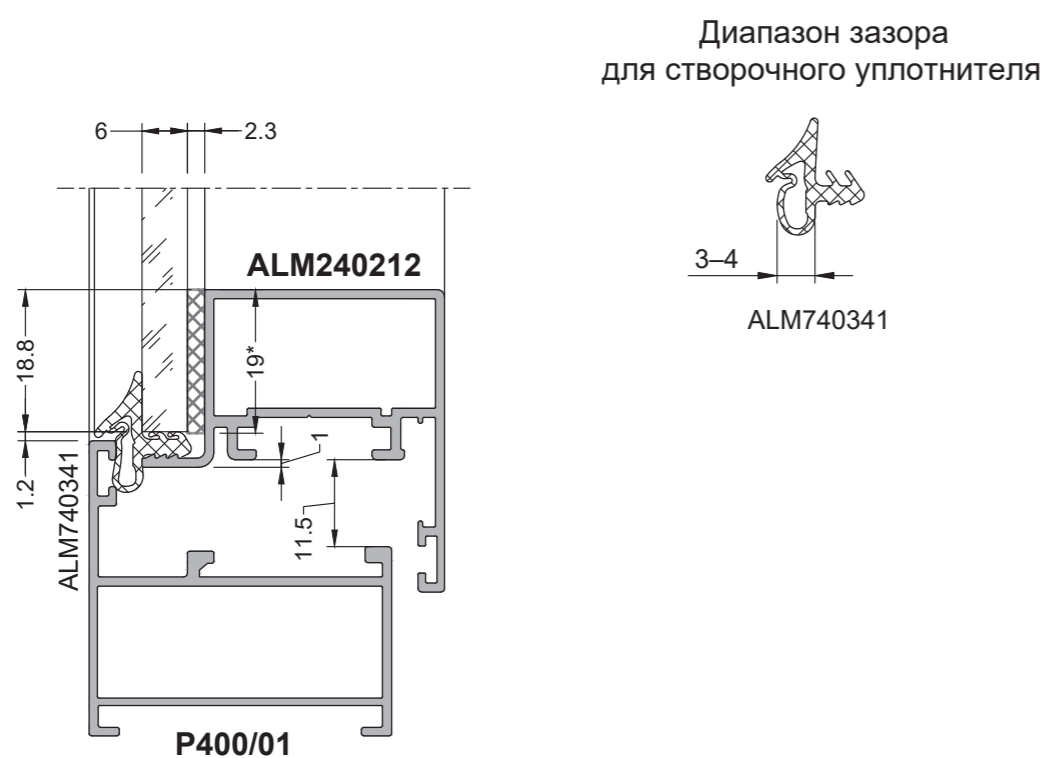 Диапазон зазора
для створочного уплотнителя
6
2.3
ALM240212
3–4
ALM740341
18.8
19*
1
1.2
ALM740341
11.5
P400/01